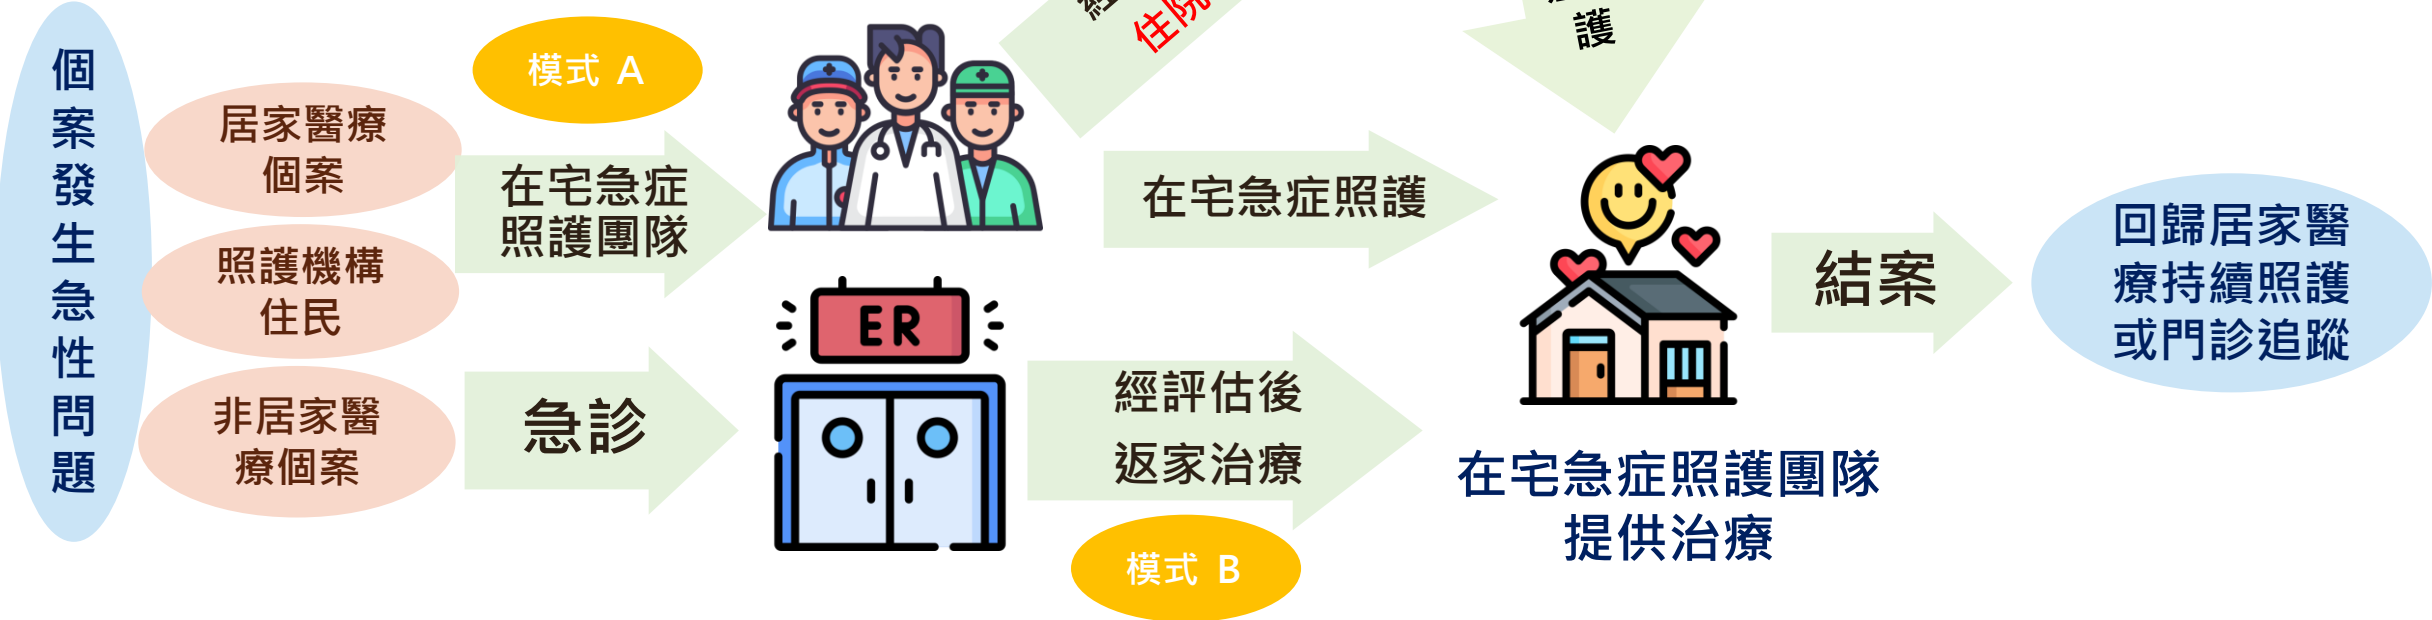 個
案
發
生
急
性
問
題
居家醫療
個案
照護機構
住民
非居家醫
療個案
模式 A
在宅急症
照護團隊
急診
ER
住院
護
在宅急症照護
經評估後
返家治療
模式 B
在宅急症照護團隊
提供治療
結案
回歸居家醫
療持續照護
或門診追蹤